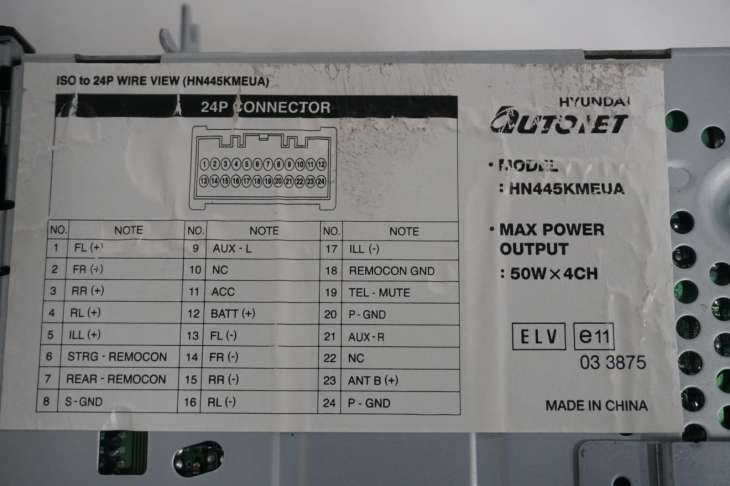 ISO to 24P WIRE VIEW (HN445KMEUA)
24P CONNECTOR
1 2 3 4 5 6 7 8 9 10 11 12
13 14 15 16 17 18 19 20 21 22 23 24
NO. NOTE NO. NOTE NO. NOTE
1 FL (+) 9 AUX - L 17 ILL (-)
2 FR (+) 10 NC 18 REMOCON GND
3 RR (+) 11 ACC 19 TEL - MUTE
4 RL (+) 12 BATT (+) 20 P - GND
5 ILL (+) 13 FL (-) 21 AUX - R
6 STRG - REMOCON 14 FR (-) 22 NC
7 REAR - REMOCON 15 RR (-) 23 ANT B (+)
8 S-GND 16 RL (-) 24 P - GND
HYUNDAI
AUTONET
• MODEL
: HN445KMEUA
• MAX POWER
OUTPUT
: 50W × 4CH
ELV e11
03 3875
MADE IN CHINA